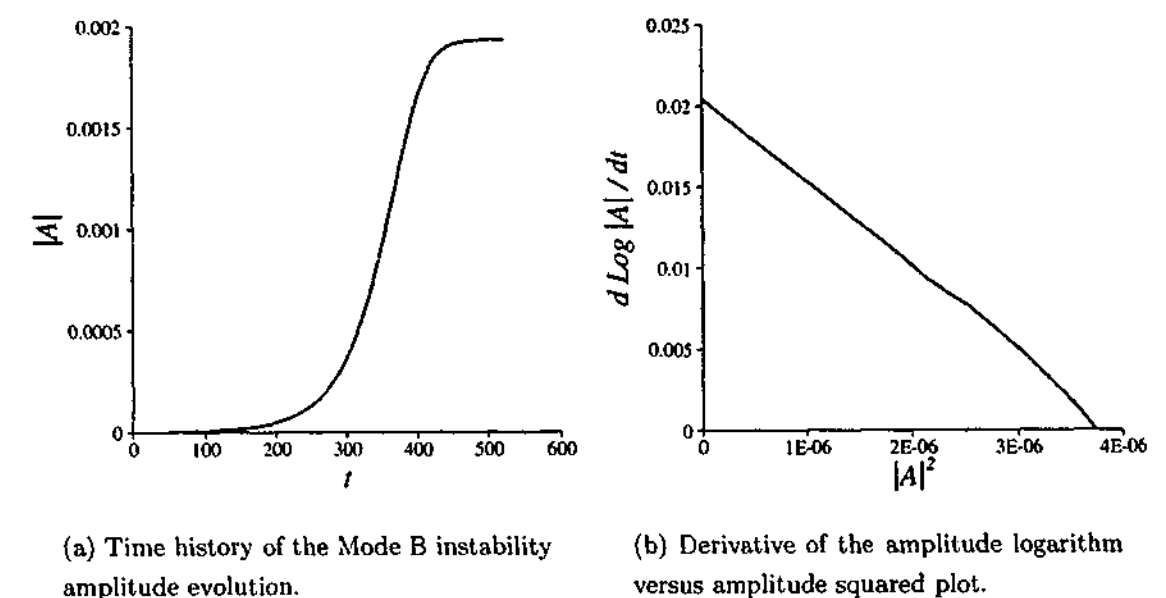 0.002
0.0015
0.001
0.0005
0
|A|
0 100 200 300 400 500 600
t
0.025
0.02
0.015
0.01
0.005
0
d Log |A| / dt
0 1E-06 2E-06 3E-06 4E-06
|A|²
(a) Time history of the Mode B instability
amplitude evolution.
(b) Derivative of the amplitude logarithm
versus amplitude squared plot.